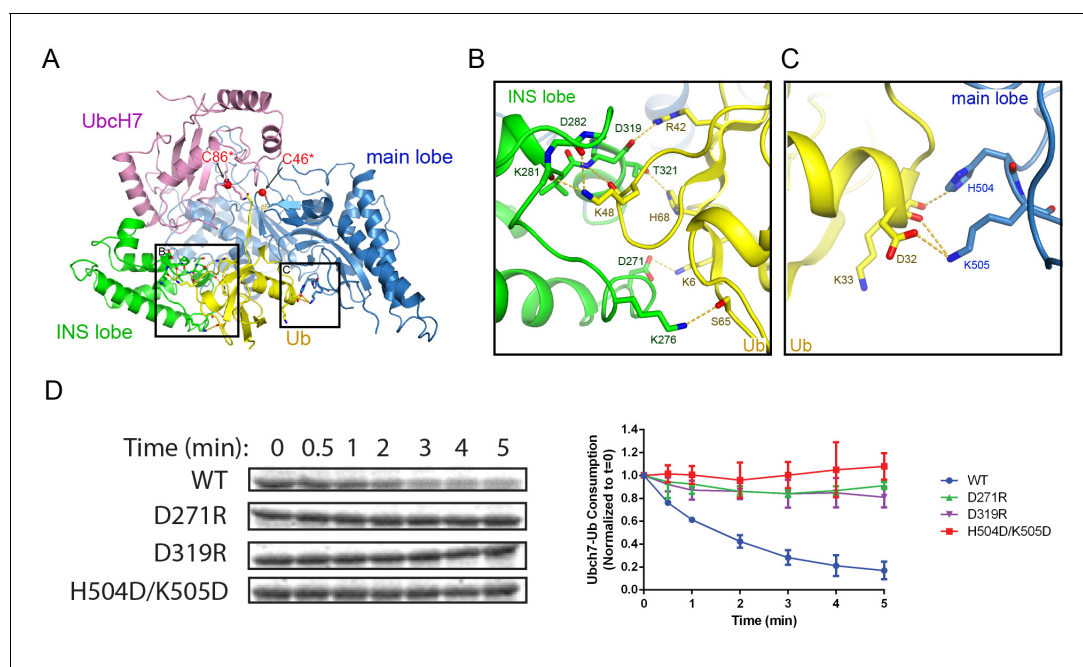 A
UbcH7
C86*
C46*
main lobe
B
C
INS lobe
Ub
B
INS lobe
D282
D319
R42
K281
T321
K48
H68
D271
K6
S65
K276
Ub
C
main lobe
H504
K505
D32
K33
Ub
D
Time (min): 0 0.5 1 2 3 4 5
WT
D271R
D319R
H504D/K505D
Ubch7-Ub Consumption
(Normalized to t=0)
1.4
1.2
1.0
0.8
0.6
0.4
0.2
0.0
0 1 2 3 4 5
Time (min)
WT
D271R
D319R
H504D/K505D